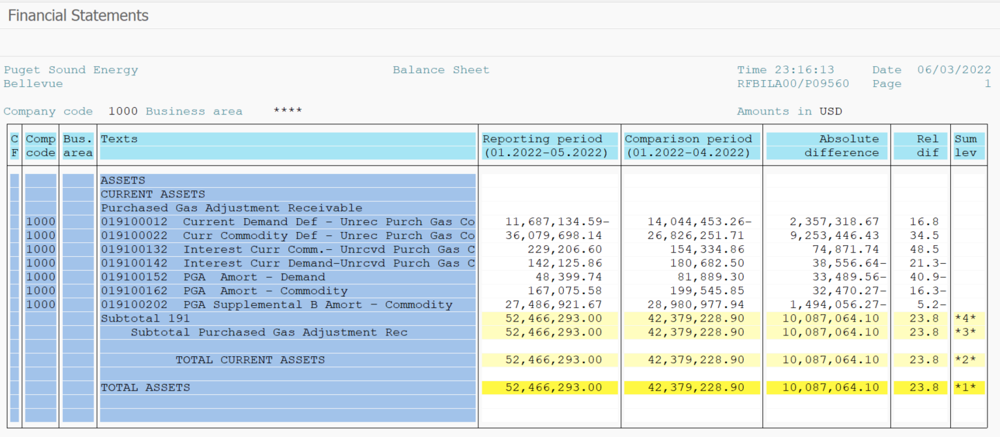 Financial Statements
Puget Sound Energy Balance Sheet Time 23:16:13 Date 06/03/2022
Bellevue RFBILA00/P09560 Page 1
Company code 1000 Business area **** Amounts in USD
C Comp Bus. Texts Reporting period Comparison period Absolute Rel Sum
F code area (01.2022-05.2022) (01.2022-04.2022) difference dif lev
ASSETS
CURRENT ASSETS
Purchased Gas Adjustment Receivable
1000 019100012 Current Demand Def - Unrec Purch Gas Co 11,687,134.59- 14,044,453.26- 2,357,318.67 16.8
1000 019100022 Curr Commodity Def - Unrec Purch Gas Co 36,079,698.14 26,826,251.71 9,253,446.43 34.5
1000 019100132 Interest Curr Comm.- Unrcvd Purch Gas C 229,206.60 154,334.86 74,871.74 48.5
1000 019100142 Interest Curr Demand-Unrcvd Purch Gas C 142,125.86 180,682.50 38,556.64- 21.3-
1000 019100152 PGA Amort - Demand 48,399.74 81,889.30 33,489.56- 40.9-
1000 019100162 PGA Amort - Commodity 167,075.58 199,545.85 32,470.27- 16.3-
1000 019100202 PGA Supplemental B Amort - Commodity 27,486,921.67 28,980,977.94 1,494,056.27- 5.2-
Subtotal 191 52,466,293.00 42,379,228.90 10,087,064.10 23.8 *4*
Subtotal Purchased Gas Adjustment Rec 52,466,293.00 42,379,228.90 10,087,064.10 23.8 *3*
TOTAL CURRENT ASSETS 52,466,293.00 42,379,228.90 10,087,064.10 23.8 *2*
TOTAL ASSETS 52,466,293.00 42,379,228.90 10,087,064.10 23.8 *1*